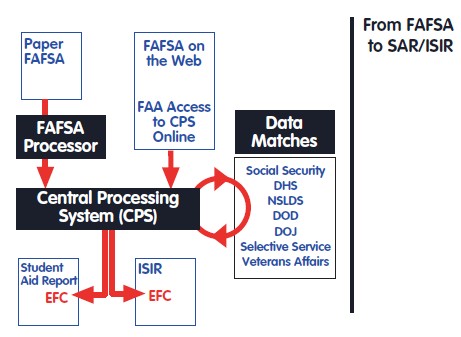 From FAFSA
to SAR/ISIR
Paper
FAFSA
FAFSA on
the Web
FAA Access
to CPS
Online
FAFSA
Processor
Data
Matches
Social Security
DHS
NSLDS
DOD
DOJ
Selective Service
Veterans Affairs
Central Processing
System (CPS)
Student
Aid Report
EFC
ISIR
EFC